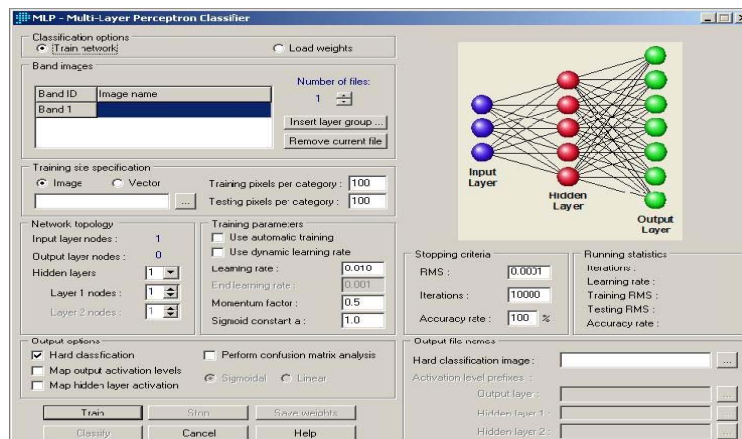 MLP - Multi-Layer Perceptron Classifier
Classification options
Train network
Load weights
Band images
Number of files:
1
Band ID Image name
Band 1
Insert layer group ...
Remove current file
Training site specification
Image Vector
...
Training pixels per category : 100
Testing pixels per category : 100
Network topology
Input layer nodes : 1
Output layer nodes : 0
Hidden layers 1
Layer 1 nodes : 1
Layer 2 nodes : 1
Training parameters
Use automatic training
Use dynamic learning rate
Learning rate : 0.010
End learning rate : 0.001
Momentum factor : 0.5
Sigmoid constant a : 1.0
Input Layer
Hidden Layer
Output Layer
Stopping criteria
RMS : 0.0001
Iterations : 10000
Accuracy rate : 100 %
Running statistics
Iterations :
Learning rate :
Training RMS :
Testing RMS :
Accuracy rate :
Output options
Hard classification
Map output activation levels
Map hidden layer activation
Perform confusion matrix analysis
Sigmoidal Linear
Output file names
Hard classification image : ...
Activation level prefixes :
Output layer : ...
Hidden layer 1 : ...
Hidden layer 2 : ...
Train Stop Save weights
Classify Cancel Help